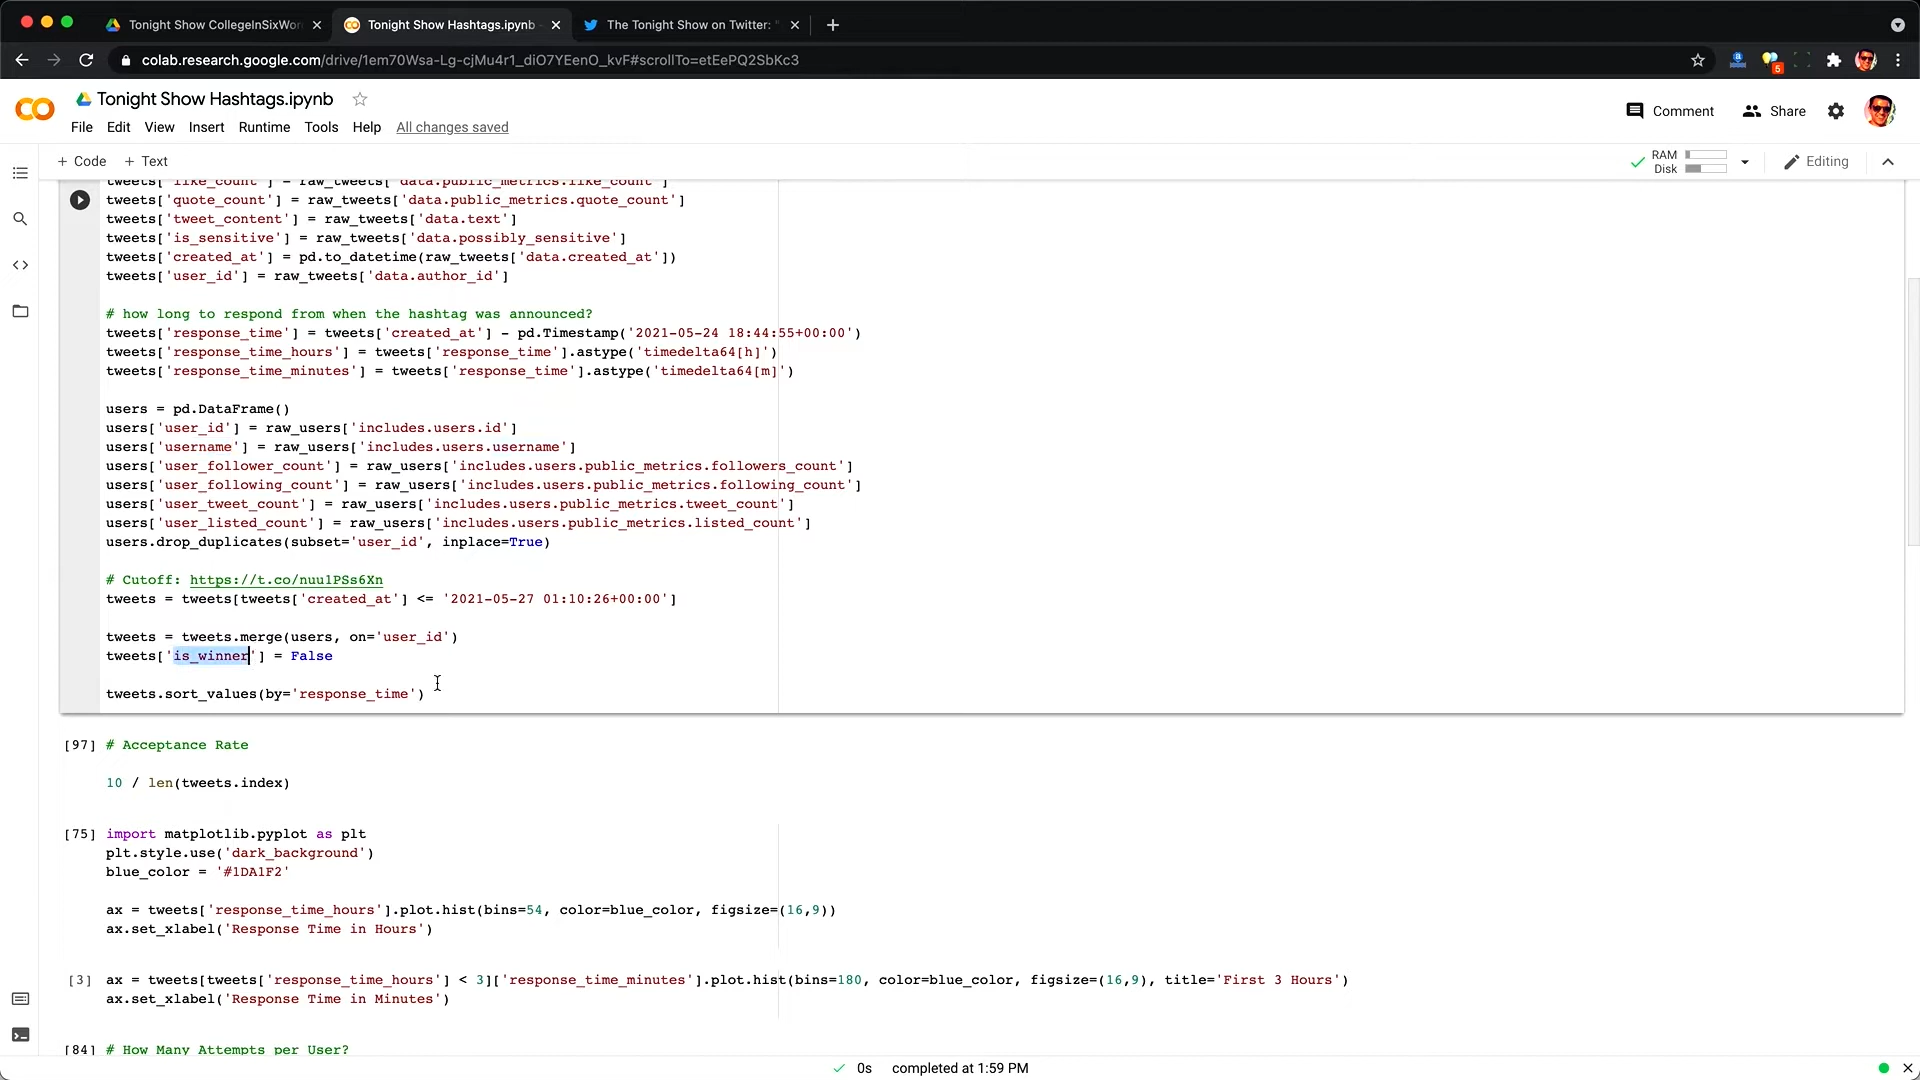 Tonight Show CollegeInSixWor
Tonight Show Hashtags.ipynb -
The Tonight Show on Twitter: "
colab.research.google.com/drive/1em70Wsa-Lg-cjMu4r1_diO7YEenO_kvF#scrollTo=etEePQ2SbKc3
5
Tonight Show Hashtags.ipynb
Comment
Share
File Edit View Insert Runtime Tools Help All changes saved
+ Code + Text
RAM
Disk
Editing
tweets['like_count'] = raw_tweets['data.public_metrics.like_count']
tweets['quote_count'] = raw_tweets['data.public_metrics.quote_count']
tweets['tweet_content'] = raw_tweets['data.text']
tweets['is_sensitive'] = raw_tweets['data.possibly_sensitive']
tweets['created_at'] = pd.to_datetime(raw_tweets['data.created_at'])
tweets['user_id'] = raw_tweets['data.author_id']
# how long to respond from when the hashtag was announced?
tweets['response_time'] = tweets['created_at'] - pd.Timestamp('2021-05-24 18:44:55+00:00')
tweets['response_time_hours'] = tweets['response_time'].astype('timedelta64[h]')
tweets['response_time_minutes'] = tweets['response_time'].astype('timedelta64[m]')
users = pd.DataFrame()
users['user_id'] = raw_users['includes.users.id']
users['username'] = raw_users['includes.users.username']
users['user_follower_count'] = raw_users['includes.users.public_metrics.followers_count']
users['user_following_count'] = raw_users['includes.users.public_metrics.following_count']
users['user_tweet_count'] = raw_users['includes.users.public_metrics.tweet_count']
users['user_listed_count'] = raw_users['includes.users.public_metrics.listed_count']
users.drop_duplicates(subset='user_id', inplace=True)
# Cutoff: https://t.co/nuu1PSs6Xn
tweets = tweets[tweets['created_at'] <= '2021-05-27 01:10:26+00:00']
tweets = tweets.merge(users, on='user_id')
tweets['is_winner'] = False
tweets.sort_values(by='response_time')
[97] # Acceptance Rate
10 / len(tweets.index)
[75] import matplotlib.pyplot as plt
plt.style.use('dark_background')
blue_color = '#1DA1F2'
ax = tweets['response_time_hours'].plot.hist(bins=54, color=blue_color, figsize=(16,9))
ax.set_xlabel('Response Time in Hours')
[3] ax = tweets[tweets['response_time_hours'] < 3]['response_time_minutes'].plot.hist(bins=180, color=blue_color, figsize=(16,9), title='First 3 Hours')
ax.set_xlabel('Response Time in Minutes')
[84] # How Many Attempts per User?
0s completed at 1:59 PM